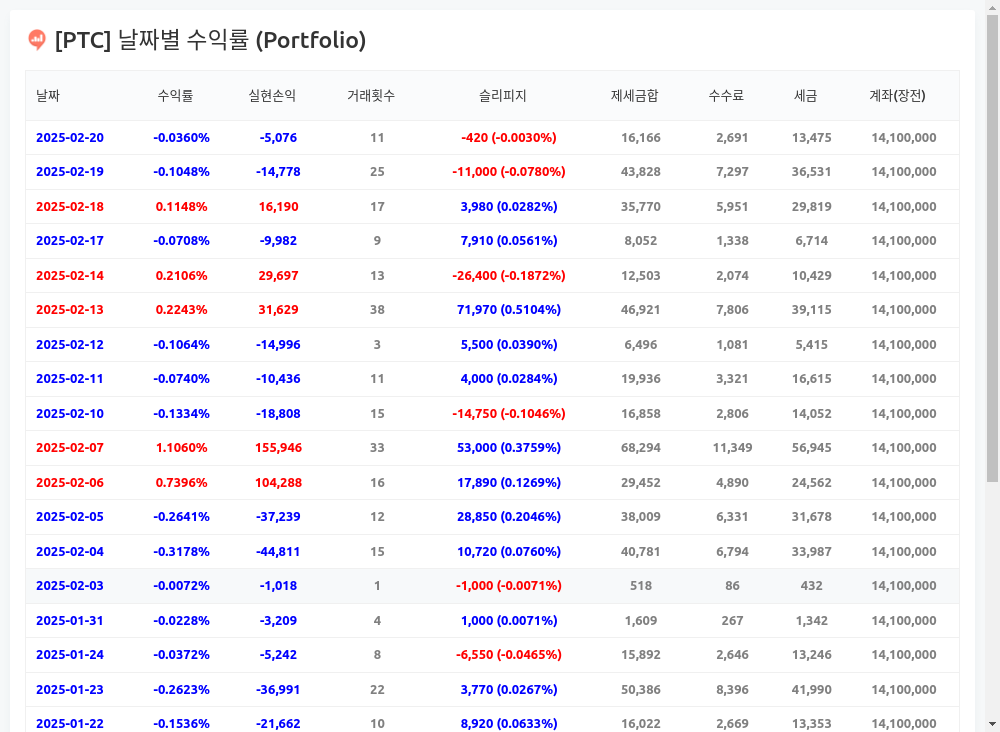 [PTC] 날짜별 수익률 (Portfolio)
날짜 수익률 실현손익 거래횟수 슬리피지 제세금합 수수료 세금 계좌(장전)
2025-02-20 -0.0360% -5,076 11 -420 (-0.0030%) 16,166 2,691 13,475 14,100,000
2025-02-19 -0.1048% -14,778 25 -11,000 (-0.0780%) 43,828 7,297 36,531 14,100,000
2025-02-18 0.1148% 16,190 17 3,980 (0.0282%) 35,770 5,951 29,819 14,100,000
2025-02-17 -0.0708% -9,982 9 7,910 (0.0561%) 8,052 1,338 6,714 14,100,000
2025-02-14 0.2106% 29,697 13 -26,400 (-0.1872%) 12,503 2,074 10,429 14,100,000
2025-02-13 0.2243% 31,629 38 71,970 (0.5104%) 46,921 7,806 39,115 14,100,000
2025-02-12 -0.1064% -14,996 3 5,500 (0.0390%) 6,496 1,081 5,415 14,100,000
2025-02-11 -0.0740% -10,436 11 4,000 (0.0284%) 19,936 3,321 16,615 14,100,000
2025-02-10 -0.1334% -18,808 15 -14,750 (-0.1046%) 16,858 2,806 14,052 14,100,000
2025-02-07 1.1060% 155,946 33 53,000 (0.3759%) 68,294 11,349 56,945 14,100,000
2025-02-06 0.7396% 104,288 16 17,890 (0.1269%) 29,452 4,890 24,562 14,100,000
2025-02-05 -0.2641% -37,239 12 28,850 (0.2046%) 38,009 6,331 31,678 14,100,000
2025-02-04 -0.3178% -44,811 15 10,720 (0.0760%) 40,781 6,794 33,987 14,100,000
2025-02-03 -0.0072% -1,018 1 -1,000 (-0.0071%) 518 86 432 14,100,000
2025-01-31 -0.0228% -3,209 4 1,000 (0.0071%) 1,609 267 1,342 14,100,000
2025-01-24 -0.0372% -5,242 8 -6,550 (-0.0465%) 15,892 2,646 13,246 14,100,000
2025-01-23 -0.2623% -36,991 22 3,770 (0.0267%) 50,386 8,396 41,990 14,100,000
2025-01-22 -0.1536% -21,662 10 8,920 (0.0633%) 16,022 2,669 13,353 14,100,000